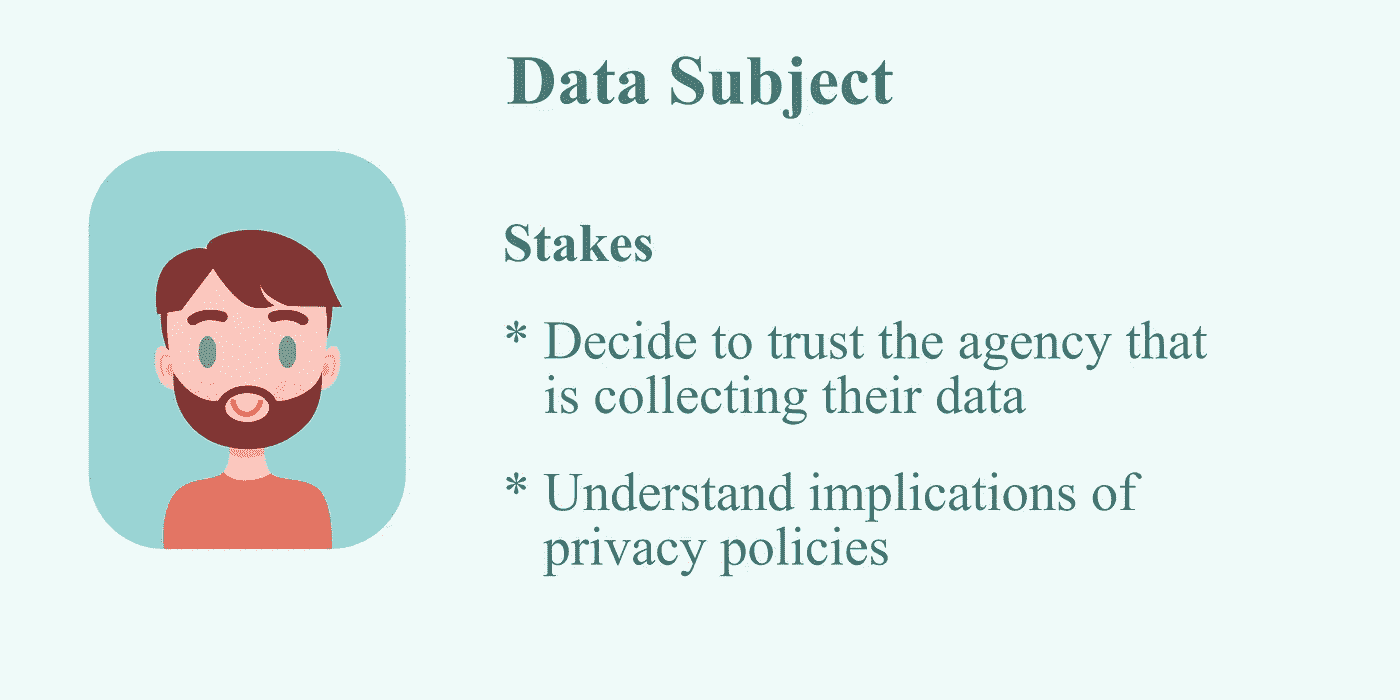 Data Subject
Stakes
* Decide to trust the agency that
is collecting their data
* Understand implications of
privacy policies